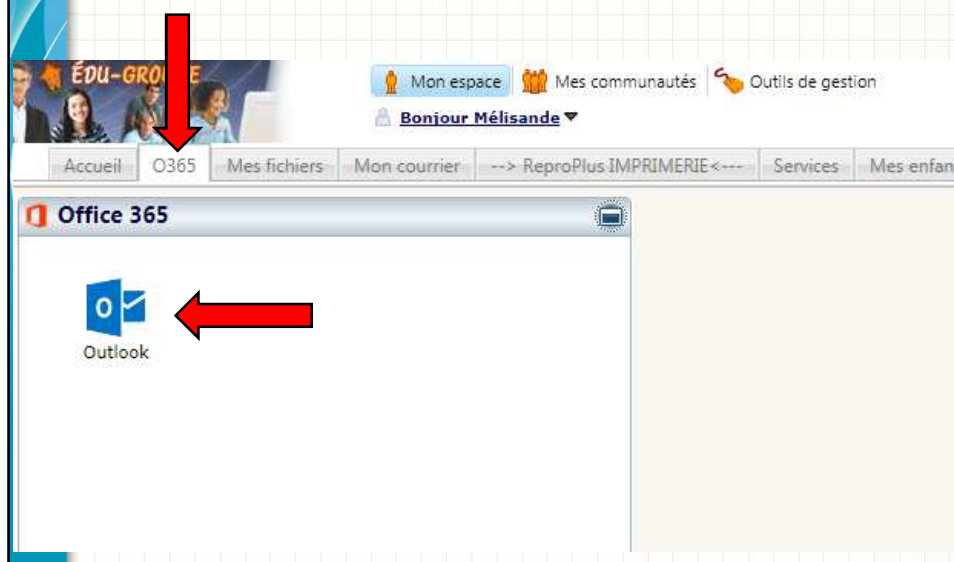 ÉDU-GROUPE
Mon espace Mes communautés Outils de gestion
Bonjour Mélisande
Accueil O365 Mes fichiers Mon courrier --> ReproPlus IMPRIMERIE<--- Services Mes enfan
Office 365
Outlook